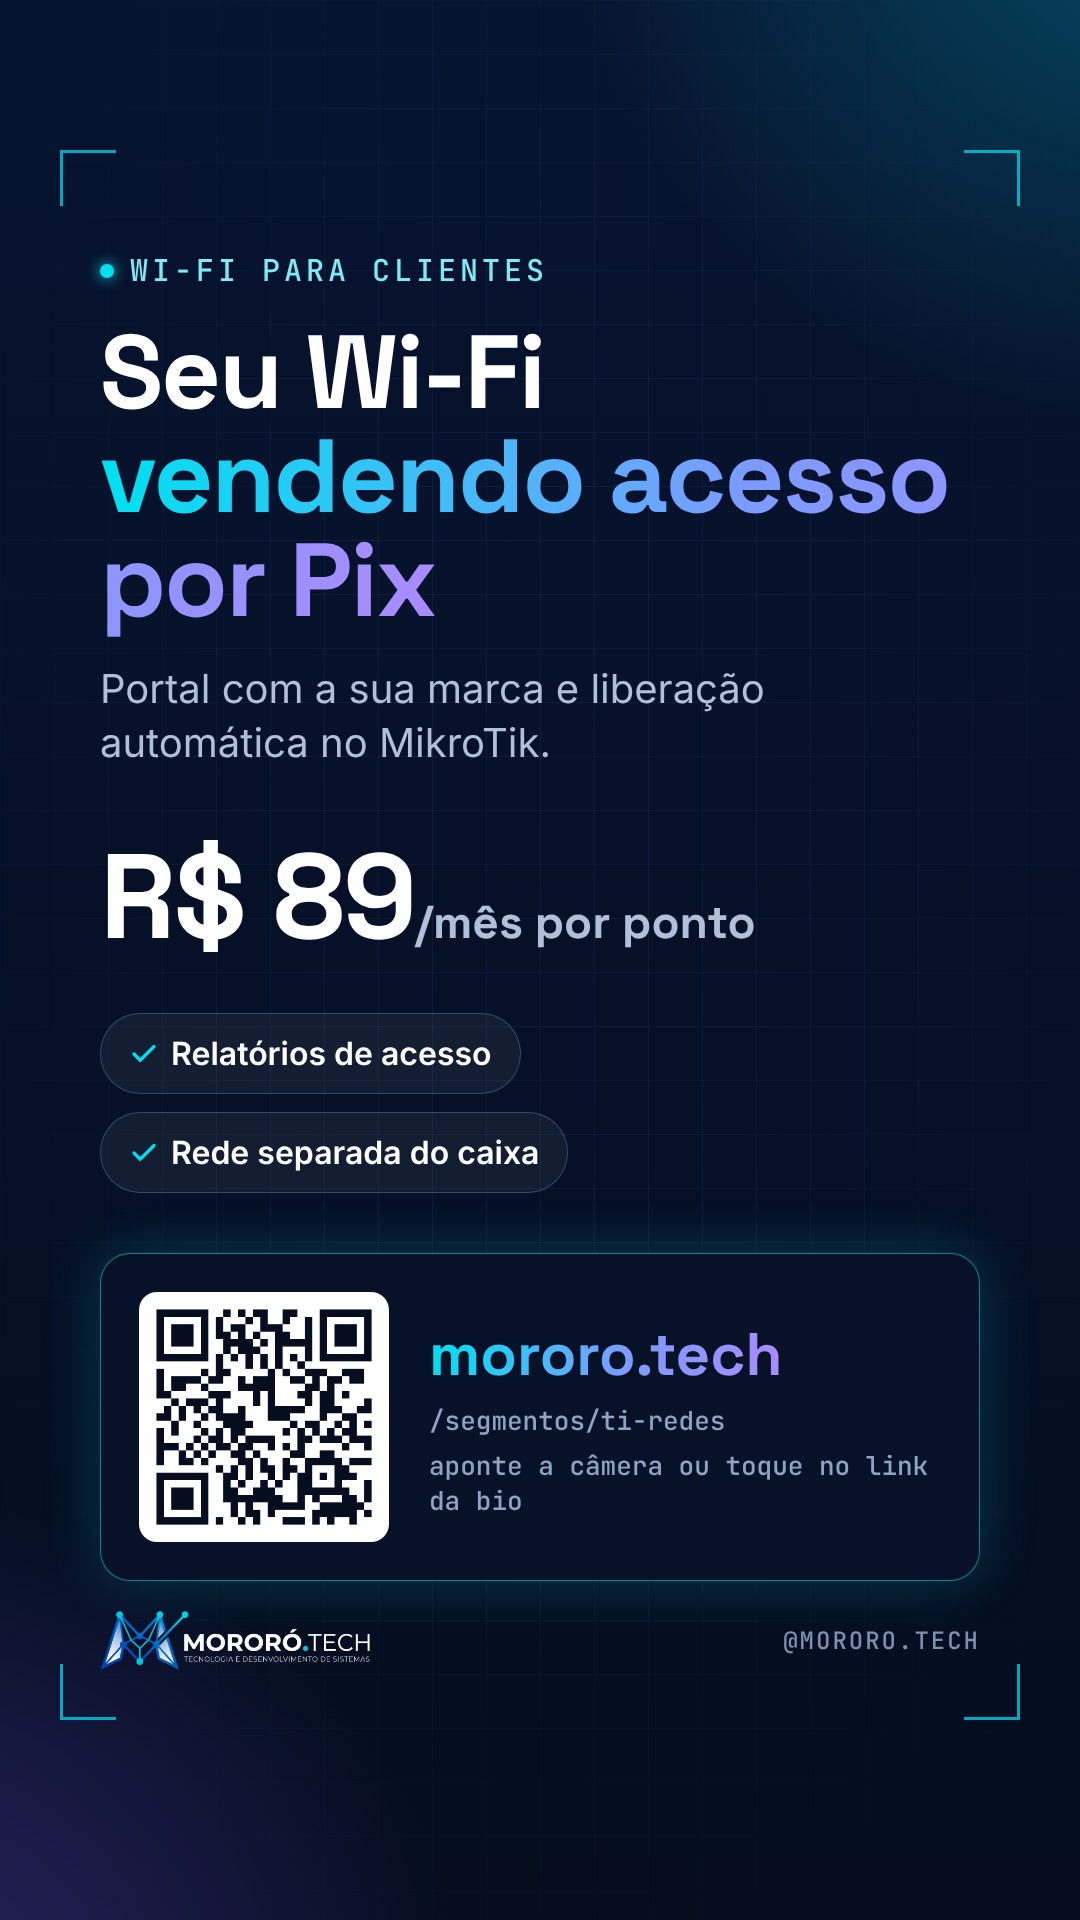 WI-FI PARA CLIENTES
Seu Wi-Fi
vendendo acesso
por Pix
Portal com a sua marca e liberação
automática no MikroTik.
R$ 89/mês por ponto
Relatórios de acesso
Rede separada do caixa
mororo.tech
/segmentos/ti-redes
aponte a câmera ou toque no link
da bio
MORORÓ.TECH
TECNOLOGIA E DESENVOLVIMENTO DE SISTEMAS
@MORORO.TECH